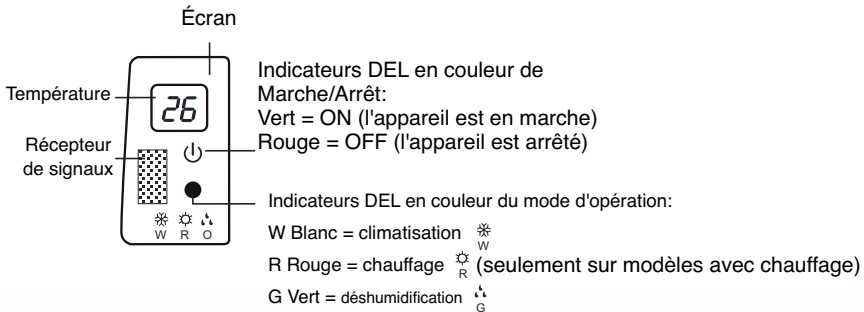 Écran
Température
26
Récepteur
de signaux
W R O
Indicateurs DEL en couleur de
Marche/Arrêt:
Vert = ON (l'appareil est en marche)
Rouge = OFF (l'appareil est arrêté)
Indicateurs DEL en couleur du mode d'opération:
W Blanc = climatisation W
R Rouge = chauffage R (seulement sur modèles avec chauffage)
G Vert = déshumidification G